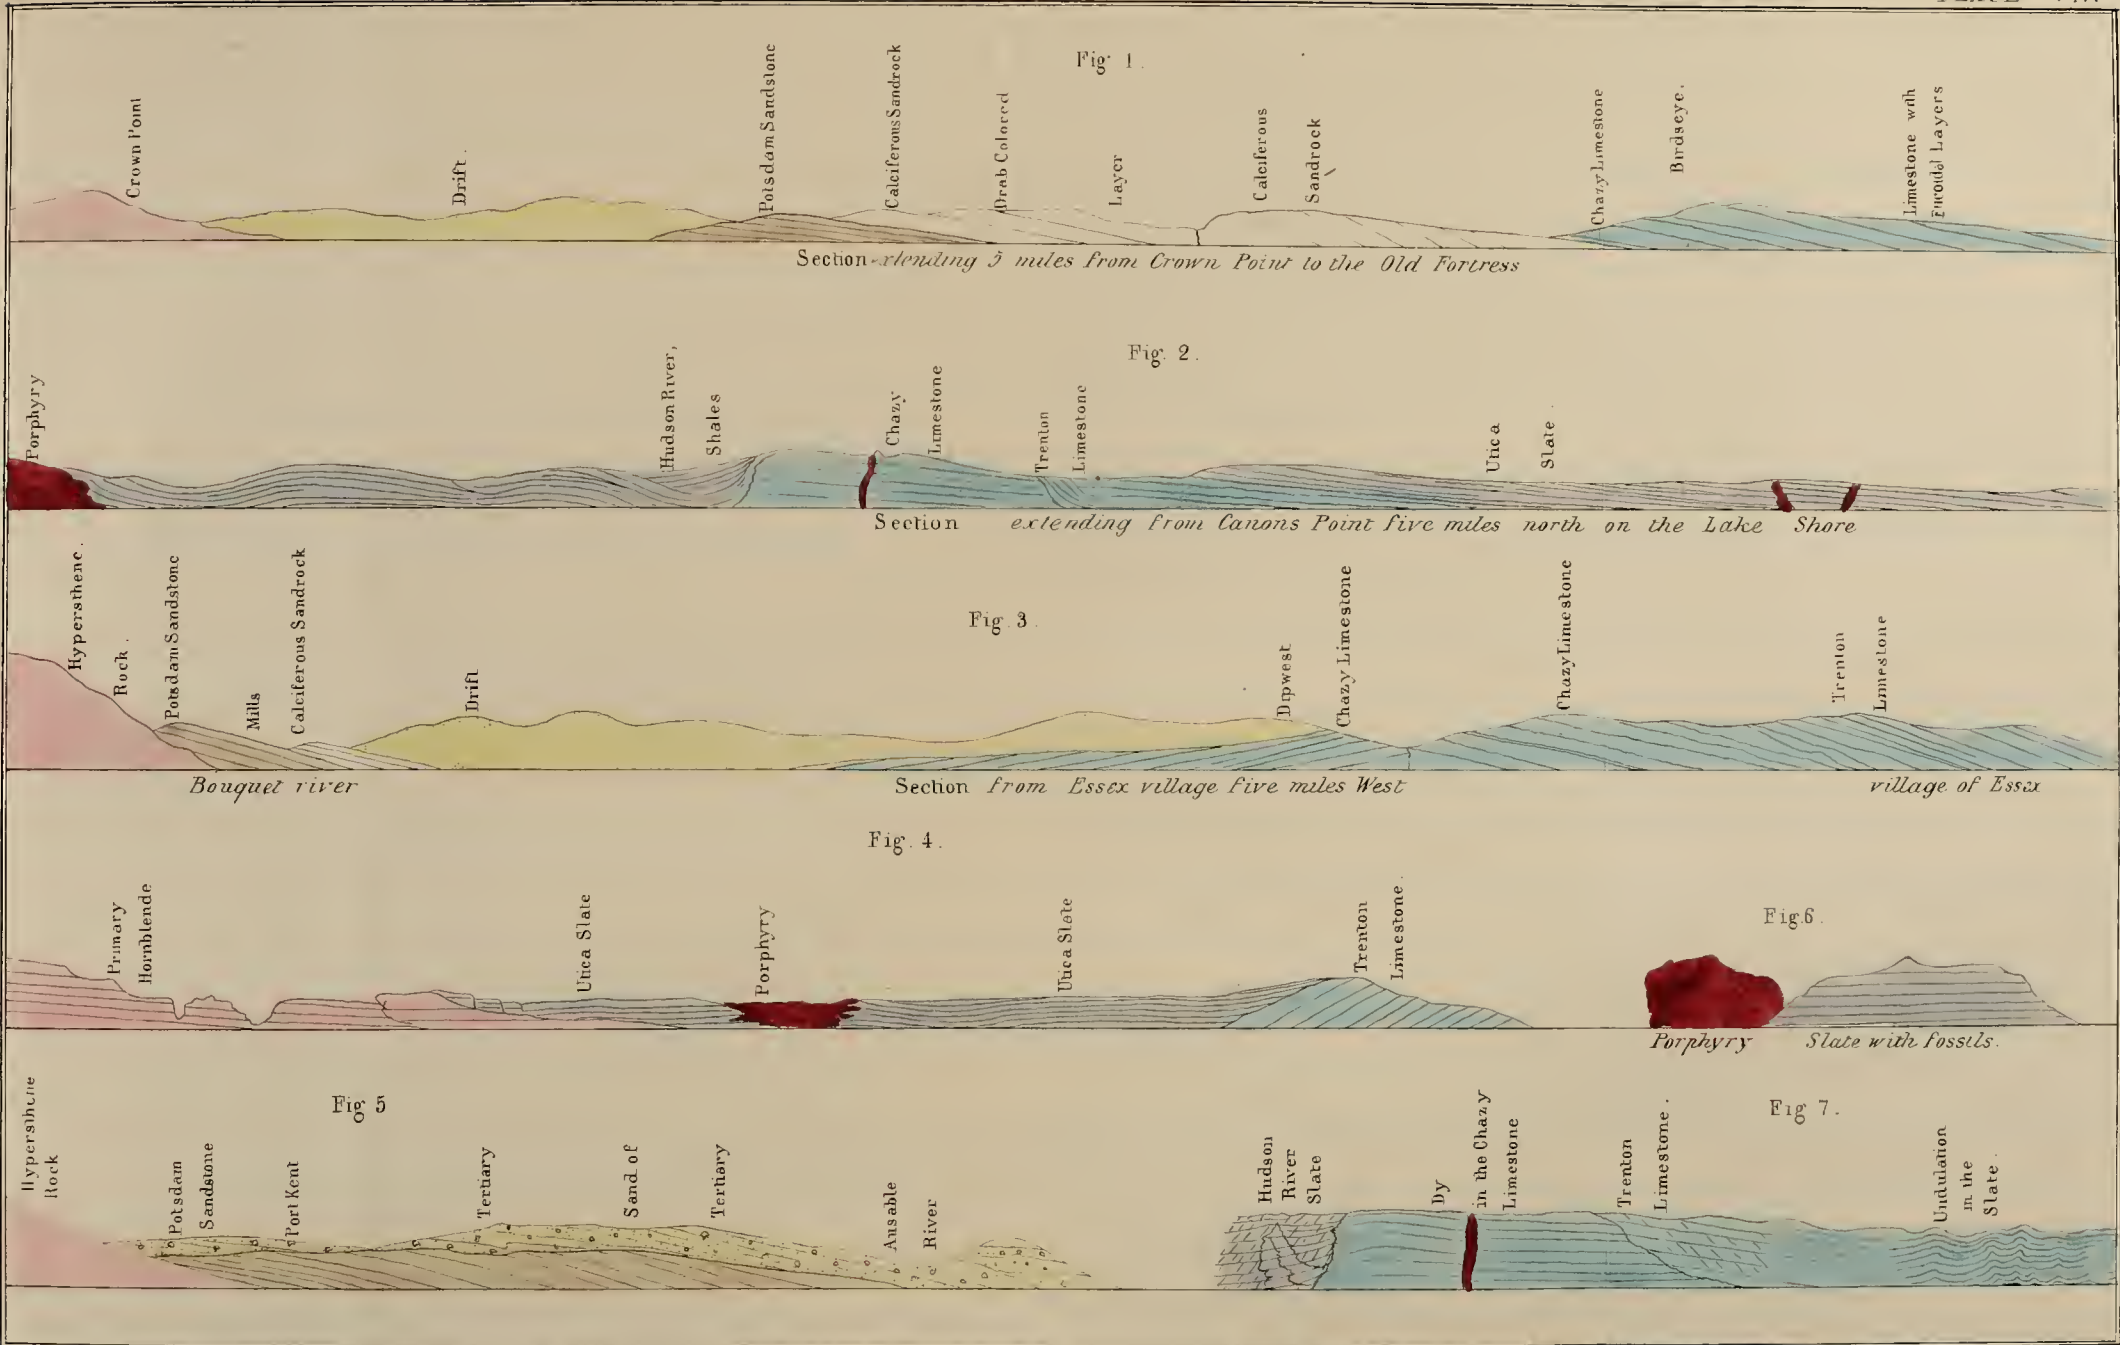 Fig. 1.
Crown Point
Drift.
Potsdam Sandstone
Calciferous Sandrock
Drab Colored
Layer
Calciferous
Sandrock
Chazy Limestone
Birdseye.
Limestone with
Layers
Section extending 5 miles from Crown Point to the Old Fortress
Fig. 2.
Porphyry
Hudson River,
Shales
Chazy
Limestone
Trenton
Limestone
Utica
Slate.
Section extending from Canons Point five miles north on the Lake Shore
Fig. 3.
Hypersthene.
Rock.
Potsdam Sandstone
Mills
Calciferous Sandrock
Drift
Dip west
Chazy Limestone
Chazy Limestone
Trenton
Limestone
Bouquet river
Section from Essex village five miles West
village of Essex
Fig. 4.
Primary
Hornblende
Utica Slate
Porphyry
Utica Slate
Trenton
Limestone.
Fig. 6.
Porphyry
Slate with fossils.
Fig 5
Hypersthene
Rock
Potsdam
Sandstone
Port Kent
Tertiary
Sand of
Tertiary
Ausable
River
Fig 7.
Hudson
River
Slate
Dy
in the Chazy
Limestone
Trenton
Limestone.
Undulation
in the
Slate.